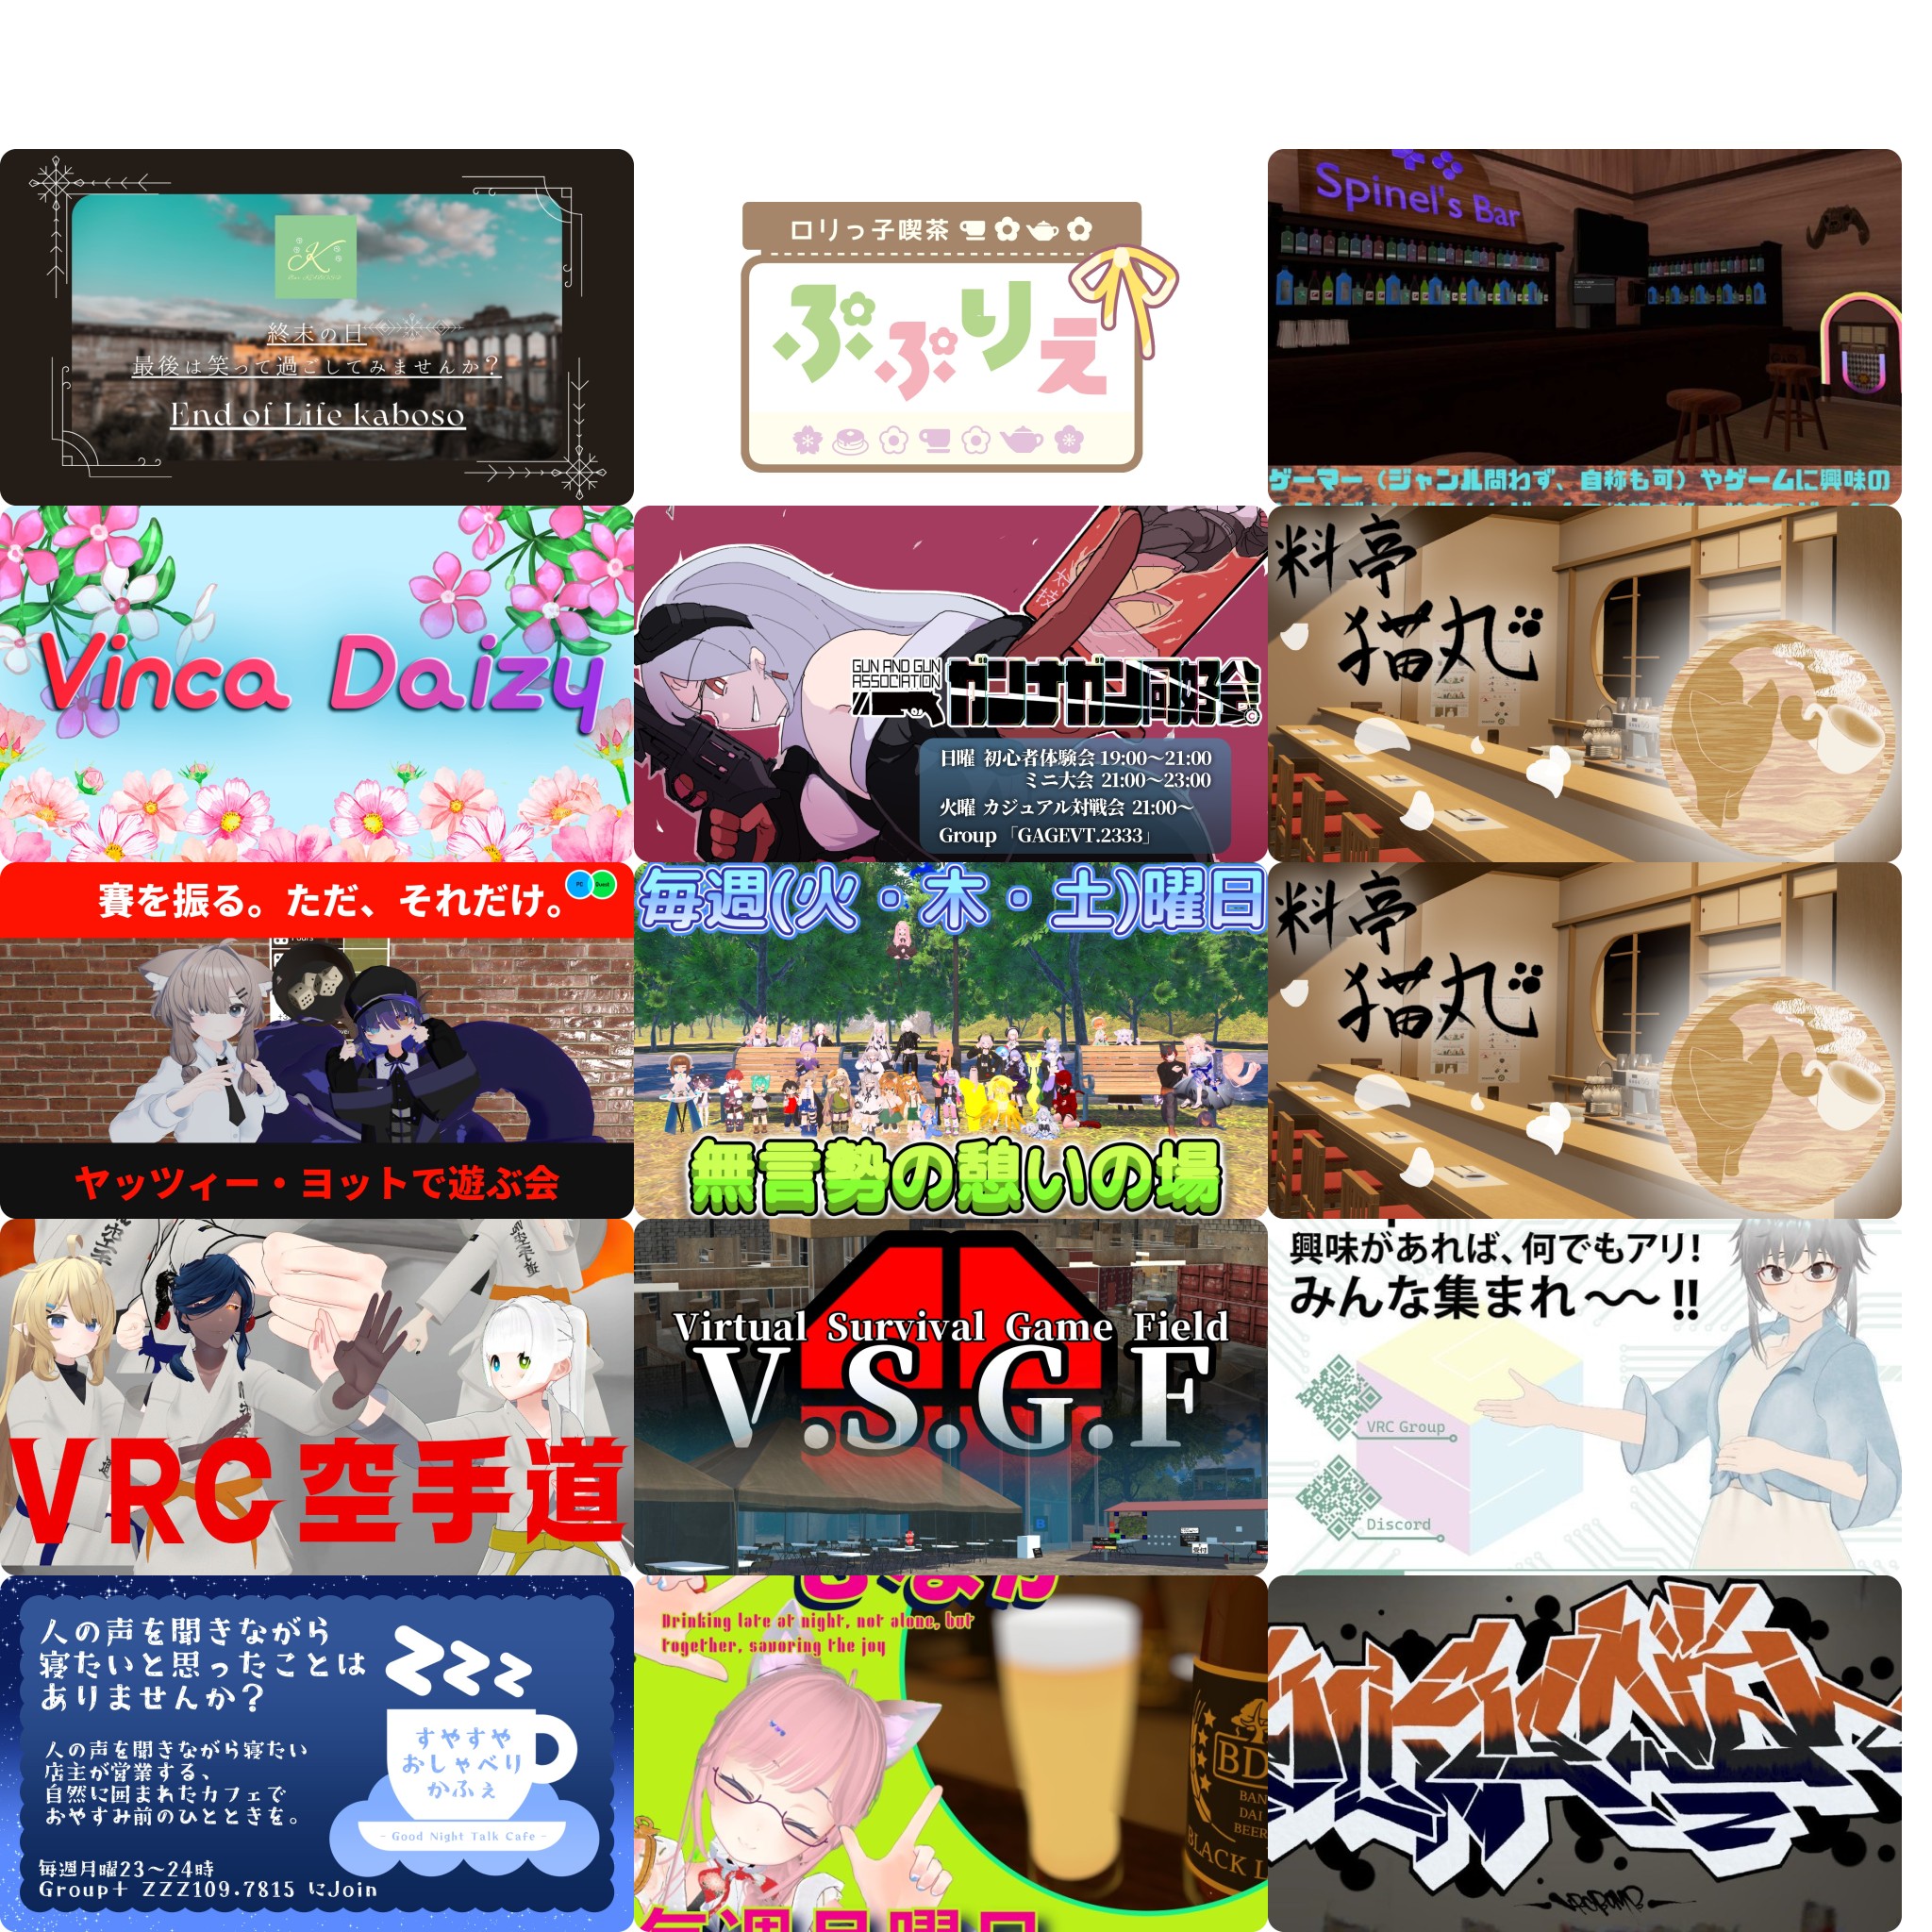 終末の日
最後は笑って過ごしてみませんか?
End of Life kaboso
ロリっ子喫茶
ぷぷりえ
Spinel's Bar
ゲーマー（ジャンル問わず、自称も可）やゲームに興味の
Vinca Daizy
GUN AND GUN
ASSOCIATION
ガンナガン同好会
日曜 初心者体験会 19:00～21:00
ミニ大会 21:00～23:00
火曜 カジュアル対戦会 21:00～
Group 「GAGEVT.2333」
料亭
猫丸
賽を振る。ただ、それだけ。
PC
Quest
ヤッツィー・ヨットで遊ぶ会
毎週(火・木・土)曜日
無言勢の憩いの場
料亭
猫丸
VRC空手道
Virtual Survival Game Field
V.S.G.F
興味があれば、何でもアリ!
みんな集まれ～～!!
VRC Group
Discord
人の声を聞きながら
寝たいと思ったことは
ありませんか?
人の声を聞きながら寝たい
店主が営業する、
自然に囲まれたカフェで
おやすみ前のひとときを。
毎週月曜23～24時
Group+ ZZZ109.7815 にJoin
ZZZ
すやすや
おしゃべり
かふぇ
- Good Night Talk Cafe -
Drinking late at night, not alone, but
together, savoring the joy
毎週月曜日